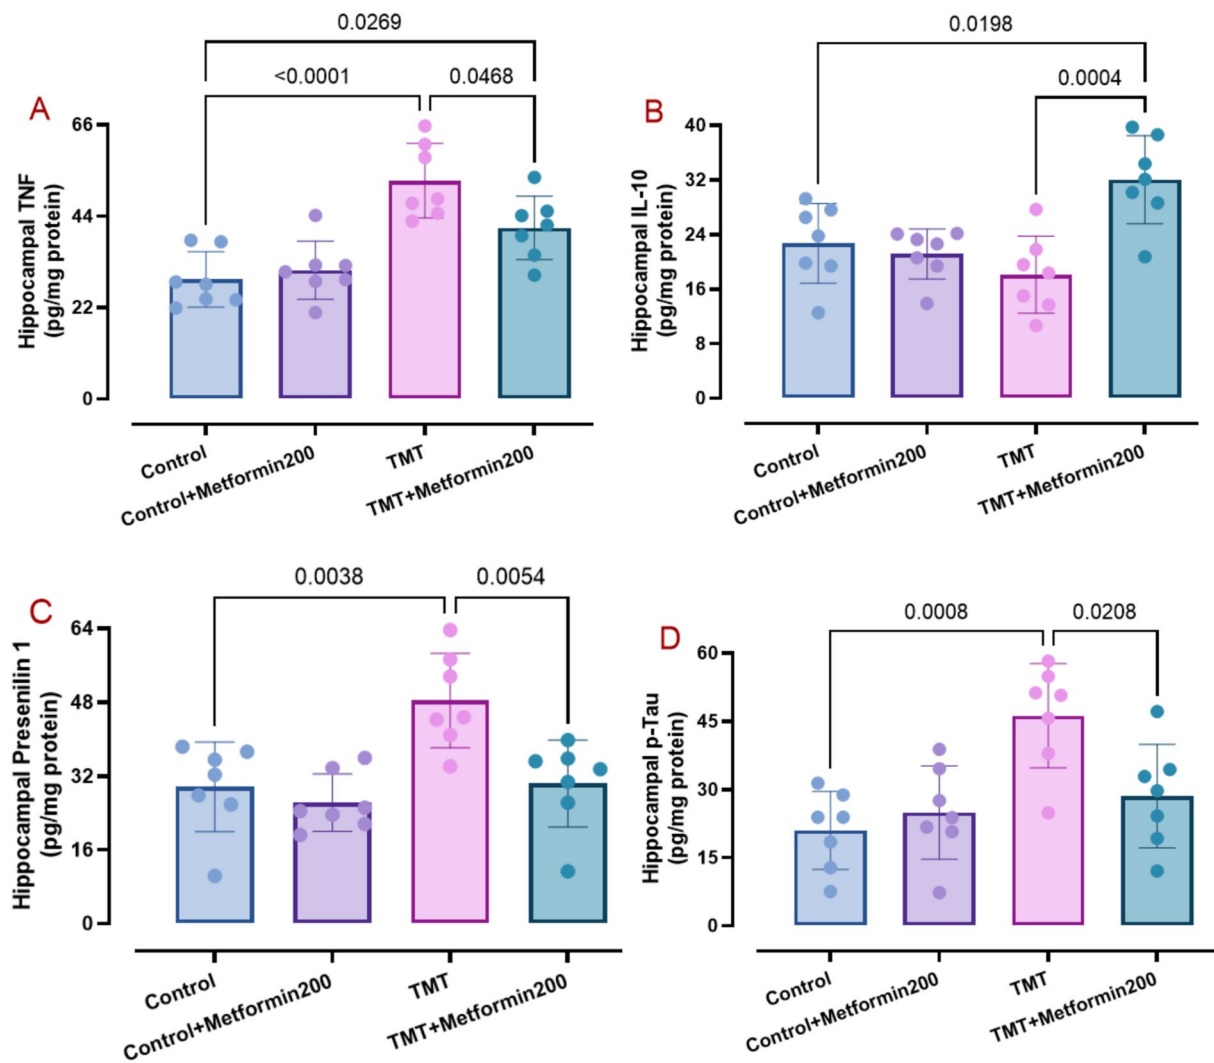 A
0.0269
<0.0001
0.0468
Hippocampal TNF
(pg/mg protein)
66
44
22
0
Control
Control+Metformin200
TMT
TMT+Metformin200
B
0.0198
0.0004
Hippocampal IL-10
(pg/mg protein)
40
32
24
16
8
0
Control
Control+Metformin200
TMT
TMT+Metformin200
C
0.0038
0.0054
Hippocampal Presenilin 1
(pg/mg protein)
64
48
32
16
0
Control
Control+Metformin200
TMT
TMT+Metformin200
D
0.0008
0.0208
Hippocampal p-Tau
(pg/mg protein)
60
45
30
15
0
Control
Control+Metformin200
TMT
TMT+Metformin200